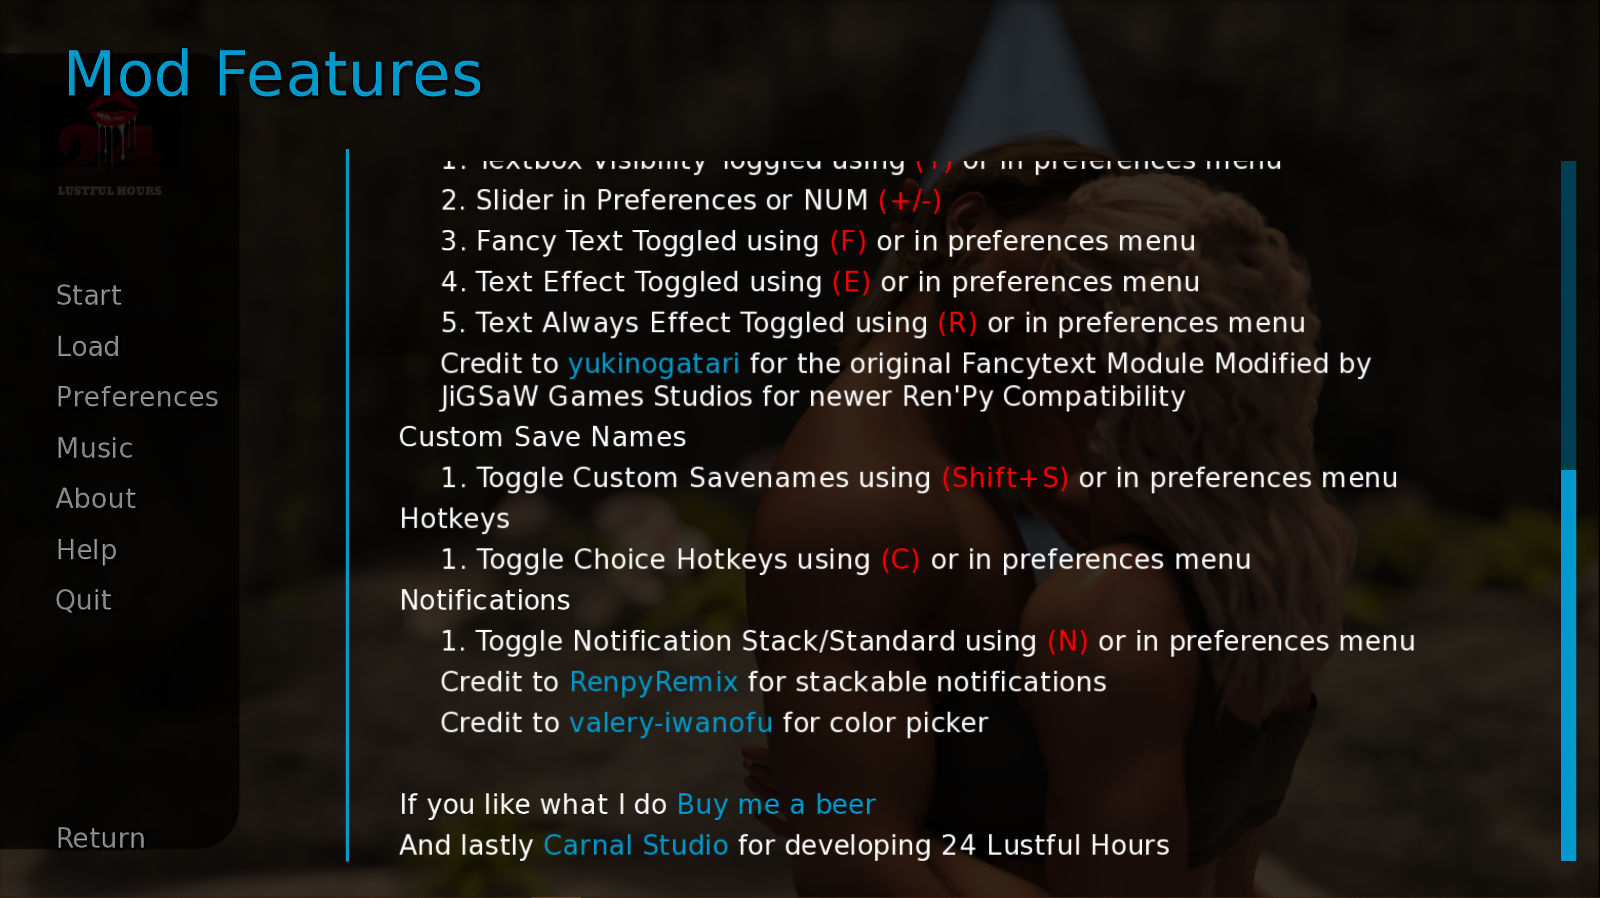 Mod Features
LUSTFUL HOURS
Start
Load
Preferences
Music
About
Help
Quit
Return
1. Textbox Visibility Toggled using (T) or in preferences menu
2. Slider in Preferences or NUM (+/-)
3. Fancy Text Toggled using (F) or in preferences menu
4. Text Effect Toggled using (E) or in preferences menu
5. Text Always Effect Toggled using (R) or in preferences menu
Credit to yukinogatari for the original Fancytext Module Modified by
JiGSaW Games Studios for newer Ren'Py Compatibility
Custom Save Names
1. Toggle Custom Savenames using (Shift+S) or in preferences menu
Hotkeys
1. Toggle Choice Hotkeys using (C) or in preferences menu
Notifications
1. Toggle Notification Stack/Standard using (N) or in preferences menu
Credit to RenpyRemix for stackable notifications
Credit to valery-iwanofu for color picker
If you like what I do Buy me a beer
And lastly Carnal Studio for developing 24 Lustful Hours